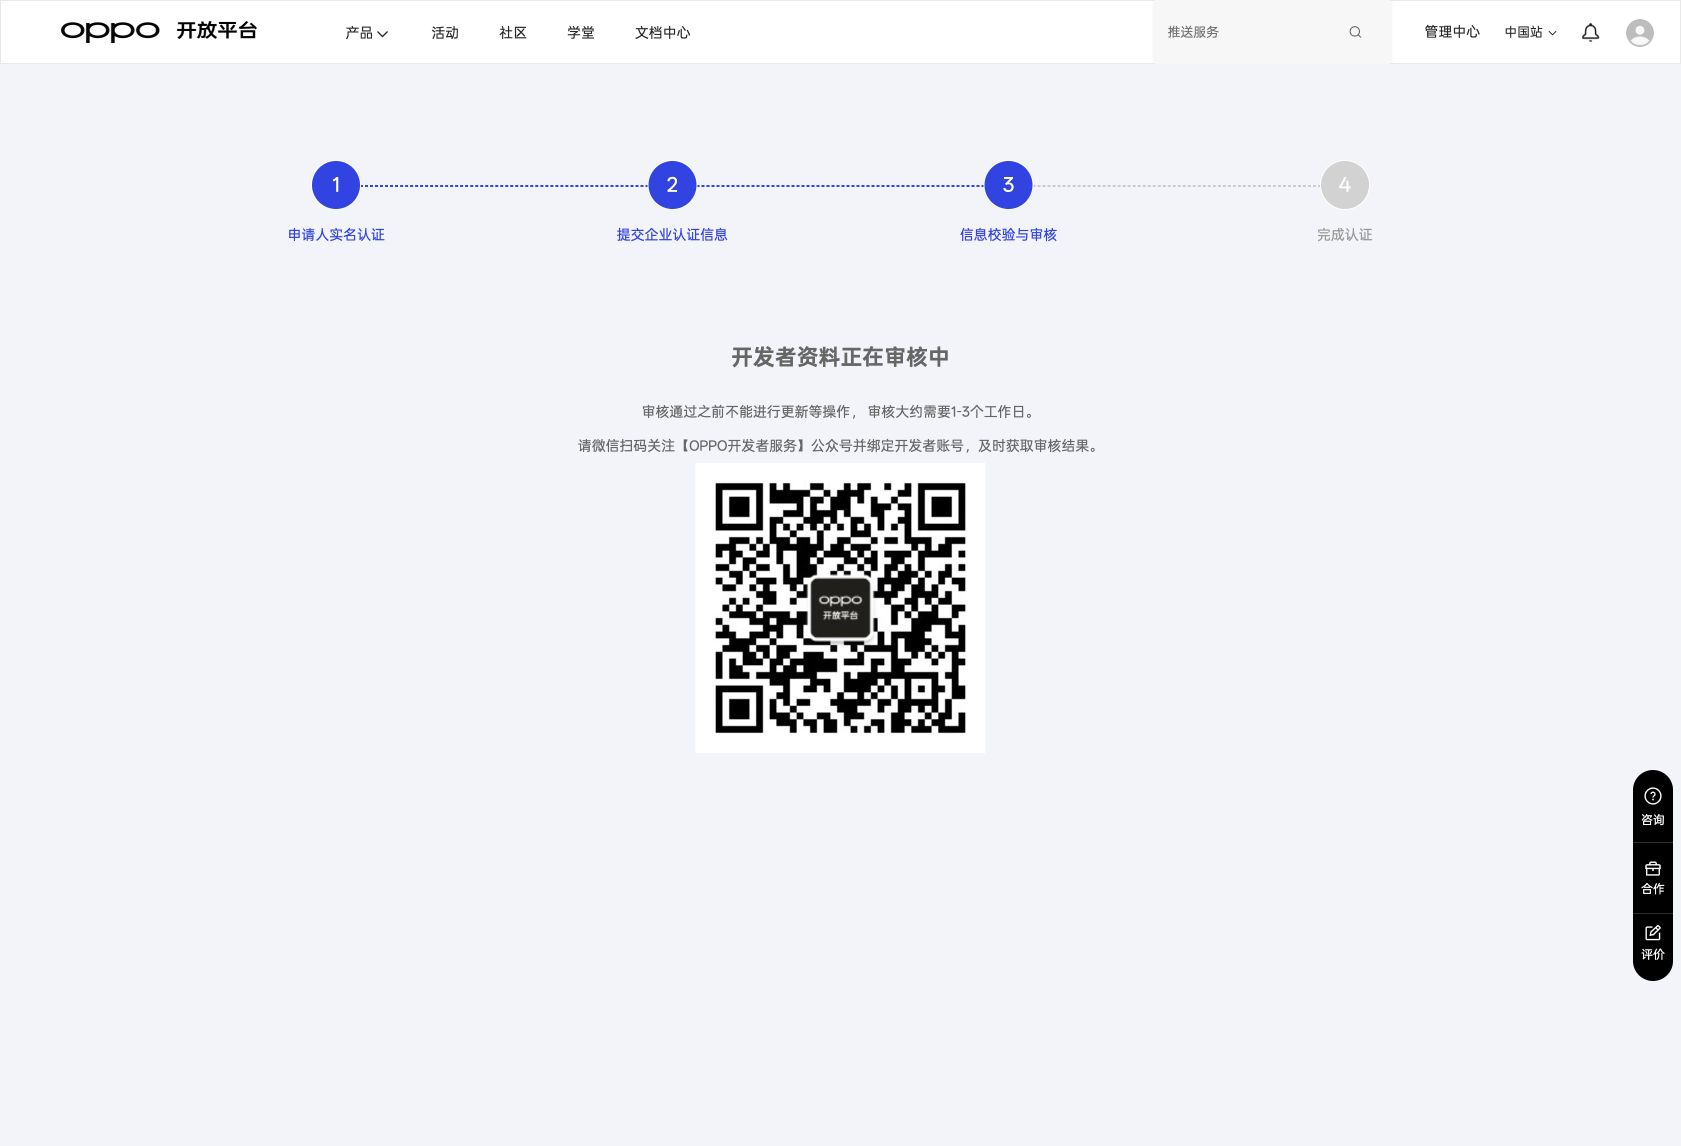 oppo 开放平台
产品
活动
社区
学堂
文档中心
推送服务
管理中心
中国站
1
2
3
4
申请人实名认证
提交企业认证信息
信息校验与审核
完成认证
开发者资料正在审核中
审核通过之前不能进行更新等操作， 审核大约需要1-3个工作日。
请微信扫码关注【OPPO开发者服务】公众号并绑定开发者账号，及时获取审核结果。
oppo
开放平台
咨询
合作
评价